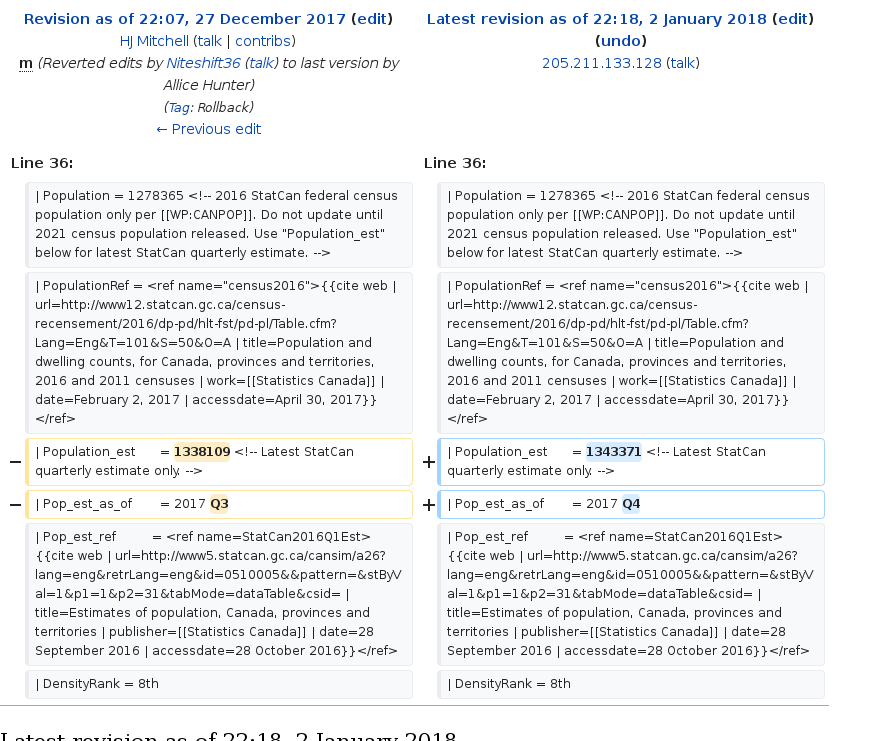 Revision as of 22:07, 27 December 2017 (edit)
HJ Mitchell (talk | contribs)
m (Reverted edits by Niteshift36 (talk) to last version by
Allice Hunter)
(Tag: Rollback)
← Previous edit
Latest revision as of 22:18, 2 January 2018 (edit)
(undo)
205.211.133.128 (talk)
Line 36:
| Population = 1278365 <!-- 2016 StatCan federal census
population only per [[WP:CANPOP]]. Do not update until
2021 census population released. Use "Population_est"
below for latest StatCan quarterly estimate. -->
| PopulationRef = <ref name="census2016">{{cite web |
url=http://www12.statcan.gc.ca/census-
recensement/2016/dp-pd/hlt-fst/pd-pl/Table.cfm?
Lang=Eng&T=101&S=50&O=A | title=Population and
dwelling counts, for Canada, provinces and territories,
2016 and 2011 censuses | work=[[Statistics Canada]] |
date=February 2, 2017 | accessdate=April 30, 2017}}
</ref>
− | Population_est = 1338109 <!-- Latest StatCan
quarterly estimate only. -->
− | Pop_est_as_of = 2017 Q3
| Pop_est_ref = <ref name=StatCan2016Q1Est>
{{cite web | url=http://www5.statcan.gc.ca/cansim/a26?
lang=eng&retrLang=eng&id=0510005&&pattern=&stByV
al=1&p1=1&p2=31&tabMode=dataTable&csid= |
title=Estimates of population, Canada, provinces and
territories | publisher=[[Statistics Canada]] | date=28
September 2016 | accessdate=28 October 2016}}</ref>
| DensityRank = 8th
Line 36:
| Population = 1278365 <!-- 2016 StatCan federal census
population only per [[WP:CANPOP]]. Do not update until
2021 census population released. Use "Population_est"
below for latest StatCan quarterly estimate. -->
| PopulationRef = <ref name="census2016">{{cite web |
url=http://www12.statcan.gc.ca/census-
recensement/2016/dp-pd/hlt-fst/pd-pl/Table.cfm?
Lang=Eng&T=101&S=50&O=A | title=Population and
dwelling counts, for Canada, provinces and territories,
2016 and 2011 censuses | work=[[Statistics Canada]] |
date=February 2, 2017 | accessdate=April 30, 2017}}
</ref>
+ | Population_est = 1343371 <!-- Latest StatCan
quarterly estimate only. -->
+ | Pop_est_as_of = 2017 Q4
| Pop_est_ref = <ref name=StatCan2016Q1Est>
{{cite web | url=http://www5.statcan.gc.ca/cansim/a26?
lang=eng&retrLang=eng&id=0510005&&pattern=&stByV
al=1&p1=1&p2=31&tabMode=dataTable&csid= |
title=Estimates of population, Canada, provinces and
territories | publisher=[[Statistics Canada]] | date=28
September 2016 | accessdate=28 October 2016}}</ref>
| DensityRank = 8th
Latest revision as of 22:18, 2 January 2018